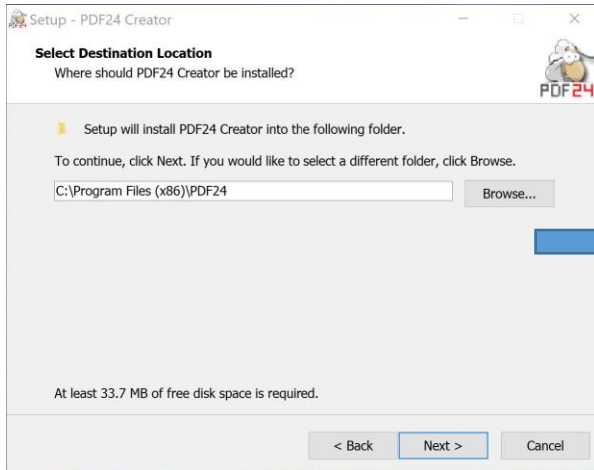 Setup - PDF24 Creator
Select Destination Location
Where should PDF24 Creator be installed?
PDF24
Setup will install PDF24 Creator into the following folder.
To continue, click Next. If you would like to select a different folder, click Browse.
C:\Program Files (x86)\PDF24
Browse...
At least 33.7 MB of free disk space is required.
< Back
Next >
Cancel